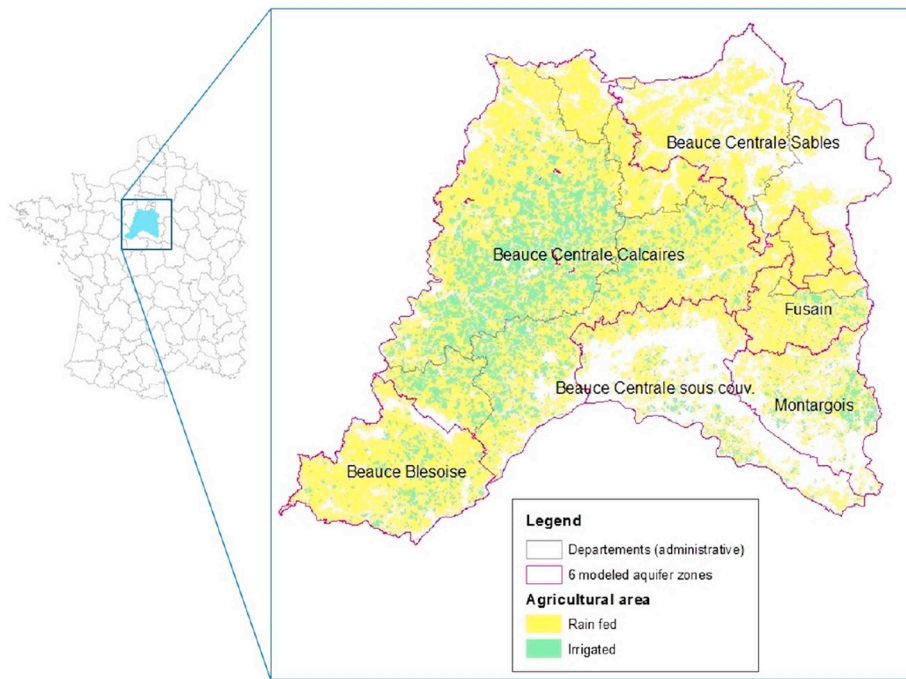 Beauce Centrale Sables
Beauce Centrale Calcaires
Fusain
Beauce Centrale sous couv.
Montargois
Beauce Blesoise
Legend
Departements (administrative)
6 modeled aquifer zones
Agricultural area
Rain fed
Irrigated